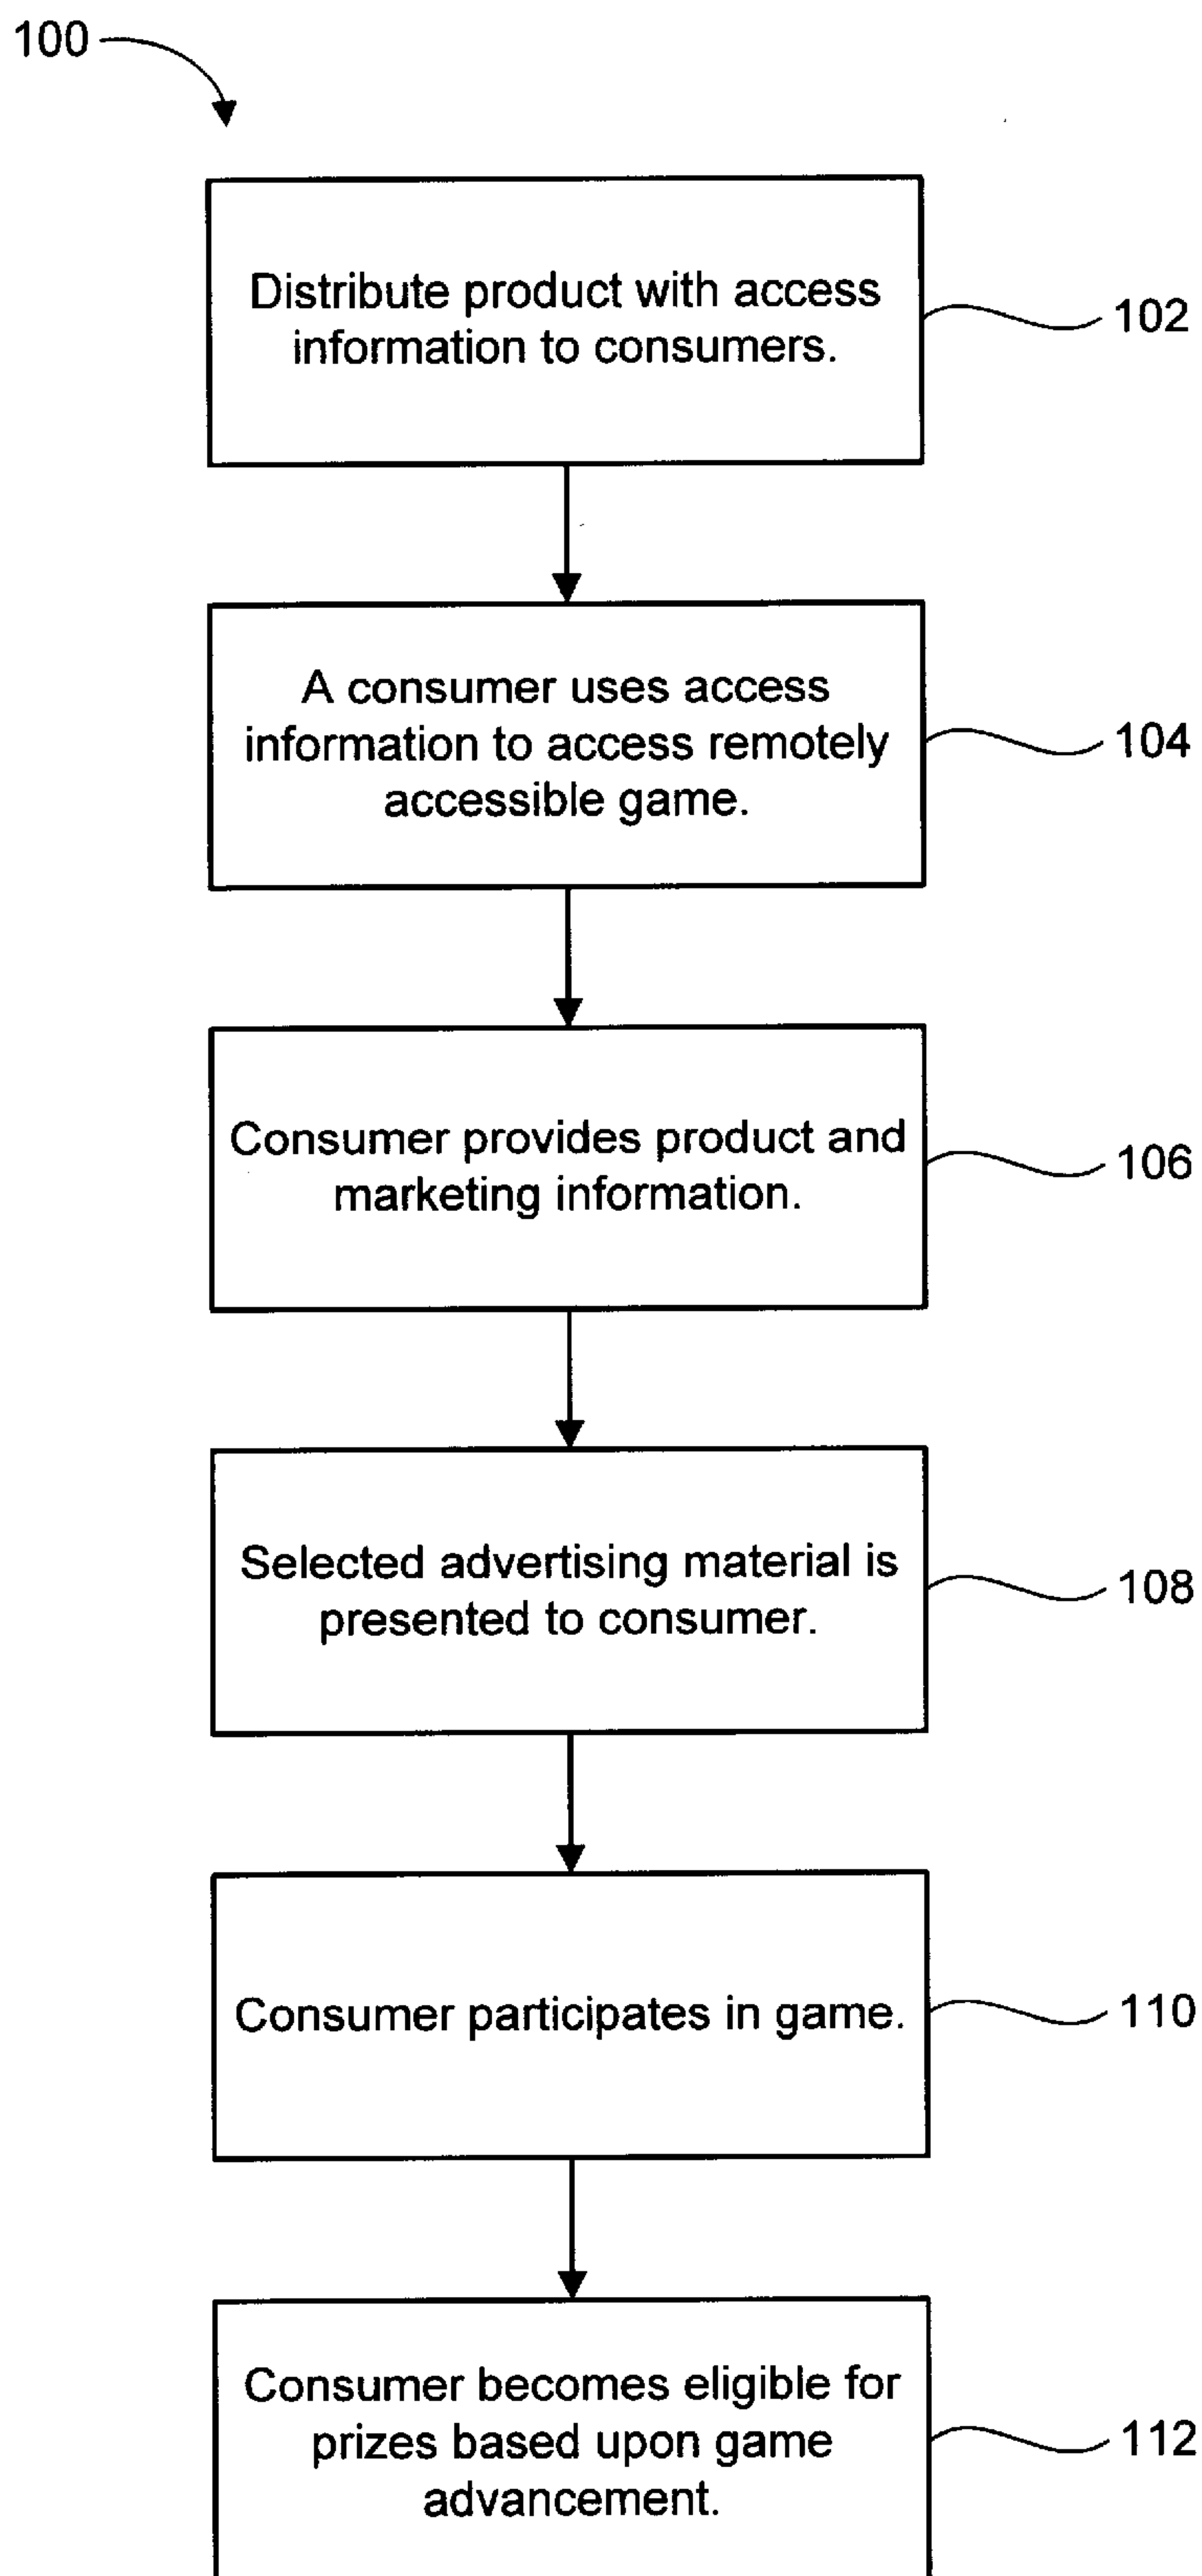 100
Distribute product with access
information to consumers.
102
A consumer uses access
information to access remotely
accessible game.
104
Consumer provides product and
marketing information.
106
Selected advertising material is
presented to consumer.
108
Consumer participates in game.
110
Consumer becomes eligible for
prizes based upon game
advancement.
112